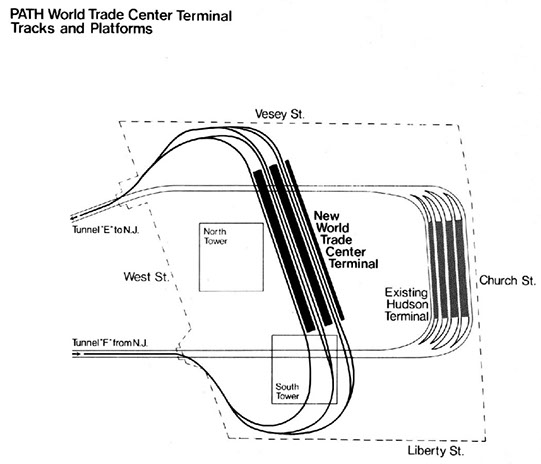 PATH World Trade Center Terminal
Tracks and Platforms
Vesey St.
Tunnel "E" to N.J.
North
Tower
New
World
Trade
Center
Terminal
West St.
Existing
Hudson
Terminal
Church St.
Tunnel "F" from N.J.
South
Tower
Liberty St.